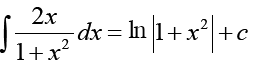 ∫ 2x/(1+x²) dx = ln|1+x²|+c